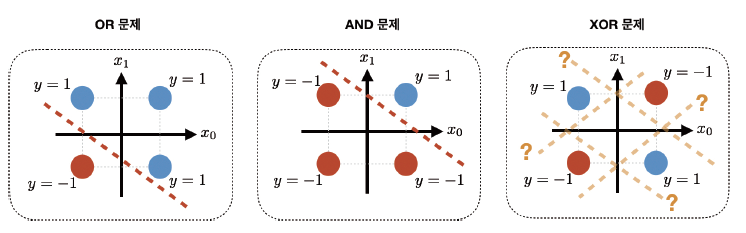 OR 문제
AND 문제
XOR 문제
x₁
y = 1
y = 1
x₀
y = −1
y = 1
x₁
y = −1
y = 1
x₀
y = −1
y = −1
?
x₁
y = −1
y = 1
?
x₀
?
y = −1
y = 1
?